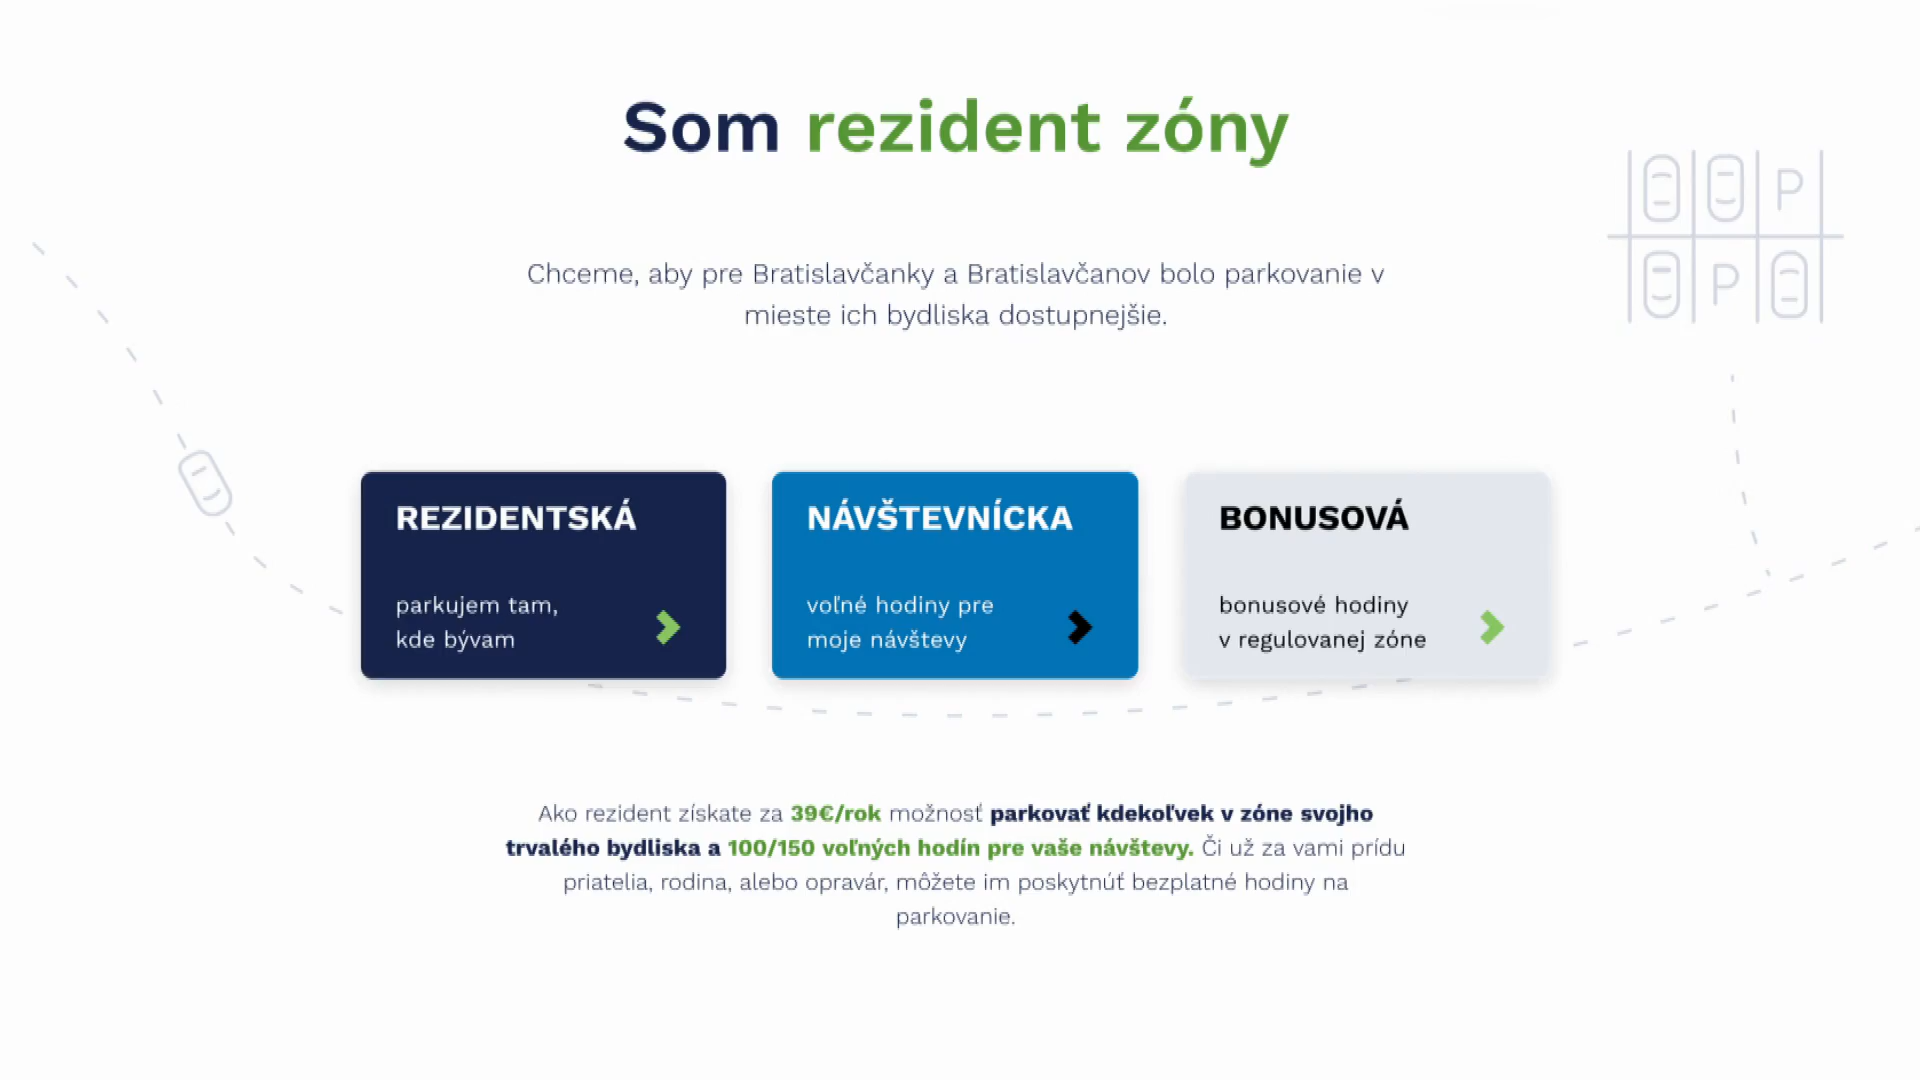 Som rezident zóny
P
P
Chceme, aby pre Bratislavčanky a Bratislavčanov bolo parkovanie v
mieste ich bydliska dostupnejšie.
REZIDENTSKÁ
parkujem tam,
kde bývam
NÁVŠTEVNÍCKA
voľné hodiny pre
moje návštevy
BONUSOVÁ
bonusové hodiny
v regulovanej zóne
Ako rezident získate za 39€/rok možnosť parkovať kdekoľvek v zóne svojho
trvalého bydliska a 100/150 voľných hodín pre vaše návštevy. Či už za vami prídu
priatelia, rodina, alebo opravár, môžete im poskytnúť bezplatné hodiny na
parkovanie.